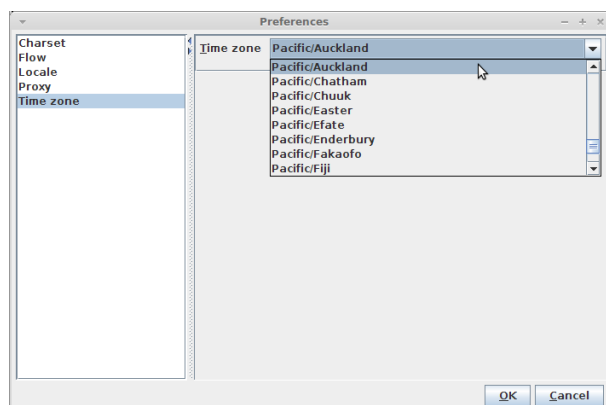 Preferences
Charset
Flow
Locale
Proxy
Time zone
Time zone Pacific/Auckland
Pacific/Auckland
Pacific/Chatham
Pacific/Chuuk
Pacific/Easter
Pacific/Efate
Pacific/Enderbury
Pacific/Fakaofo
Pacific/Fiji
OK Cancel